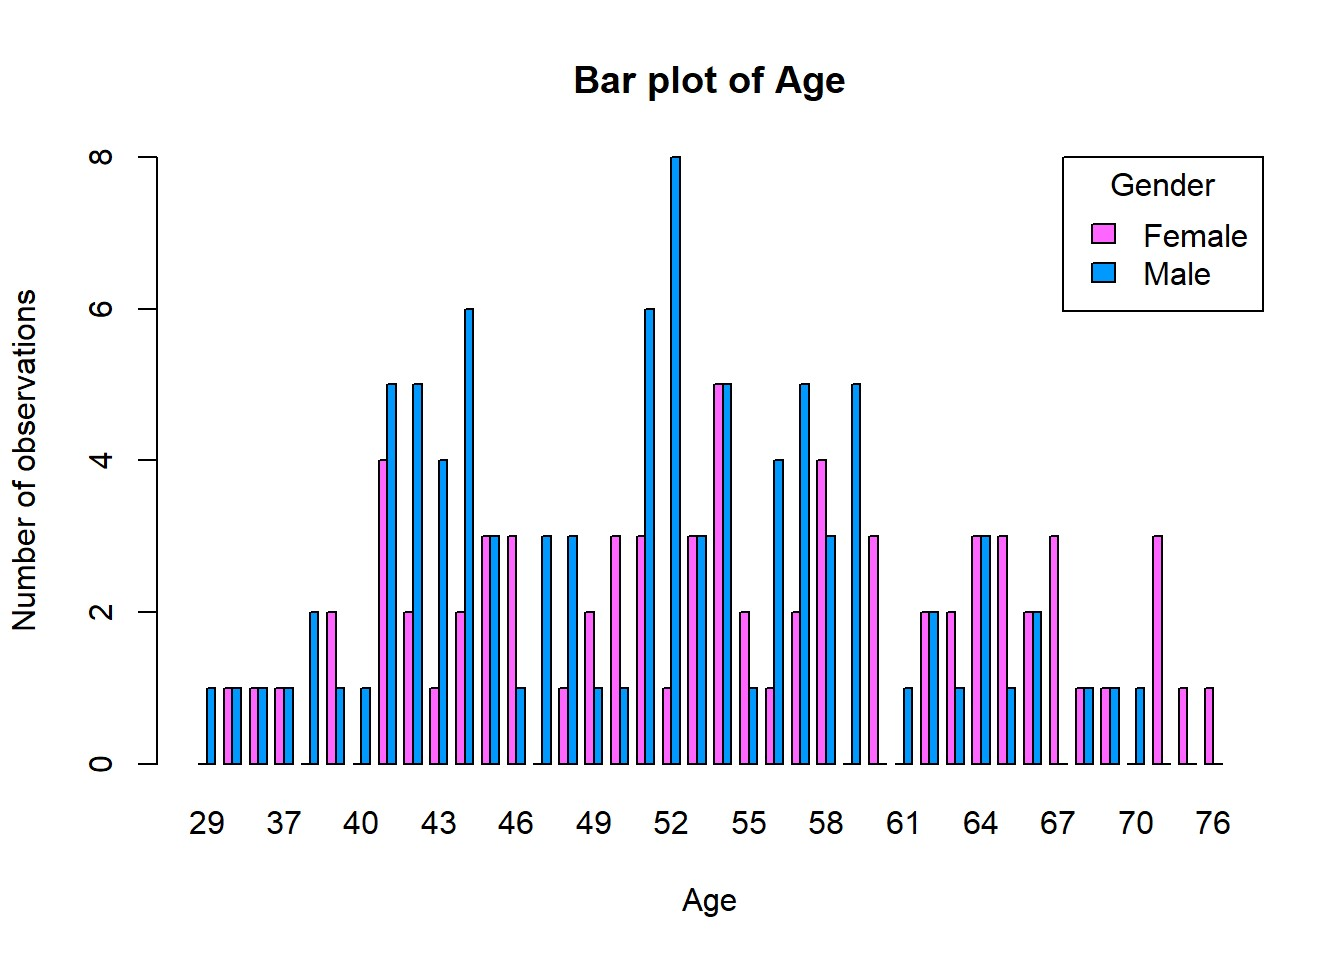 Bar plot of Age
8
6
4
2
0
Number of observations
Gender
Female
Male
29 37 40 43 46 49 52 55 58 61 64 67 70 76
Age